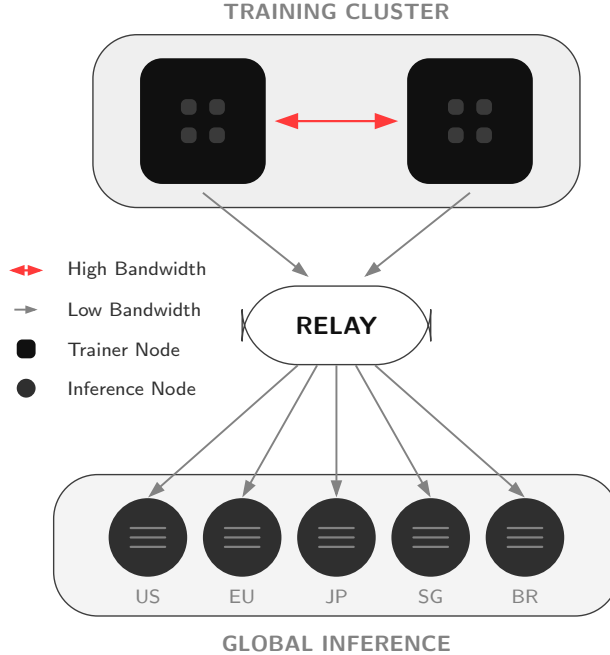 TRAINING CLUSTER
High Bandwidth
Low Bandwidth
Trainer Node
Inference Node
RELAY
US EU JP SG BR
GLOBAL INFERENCE